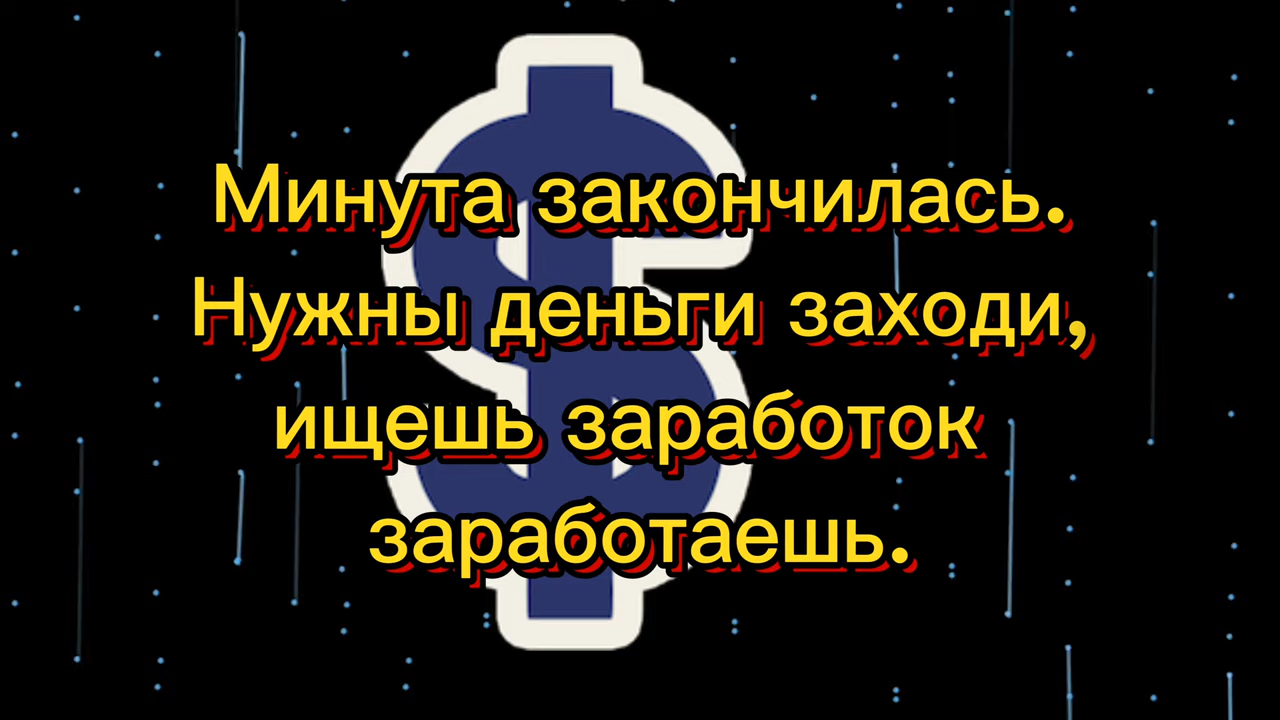 Минута закончилась.
Нужны деньги заходи,
ищешь заработок
заработаешь.